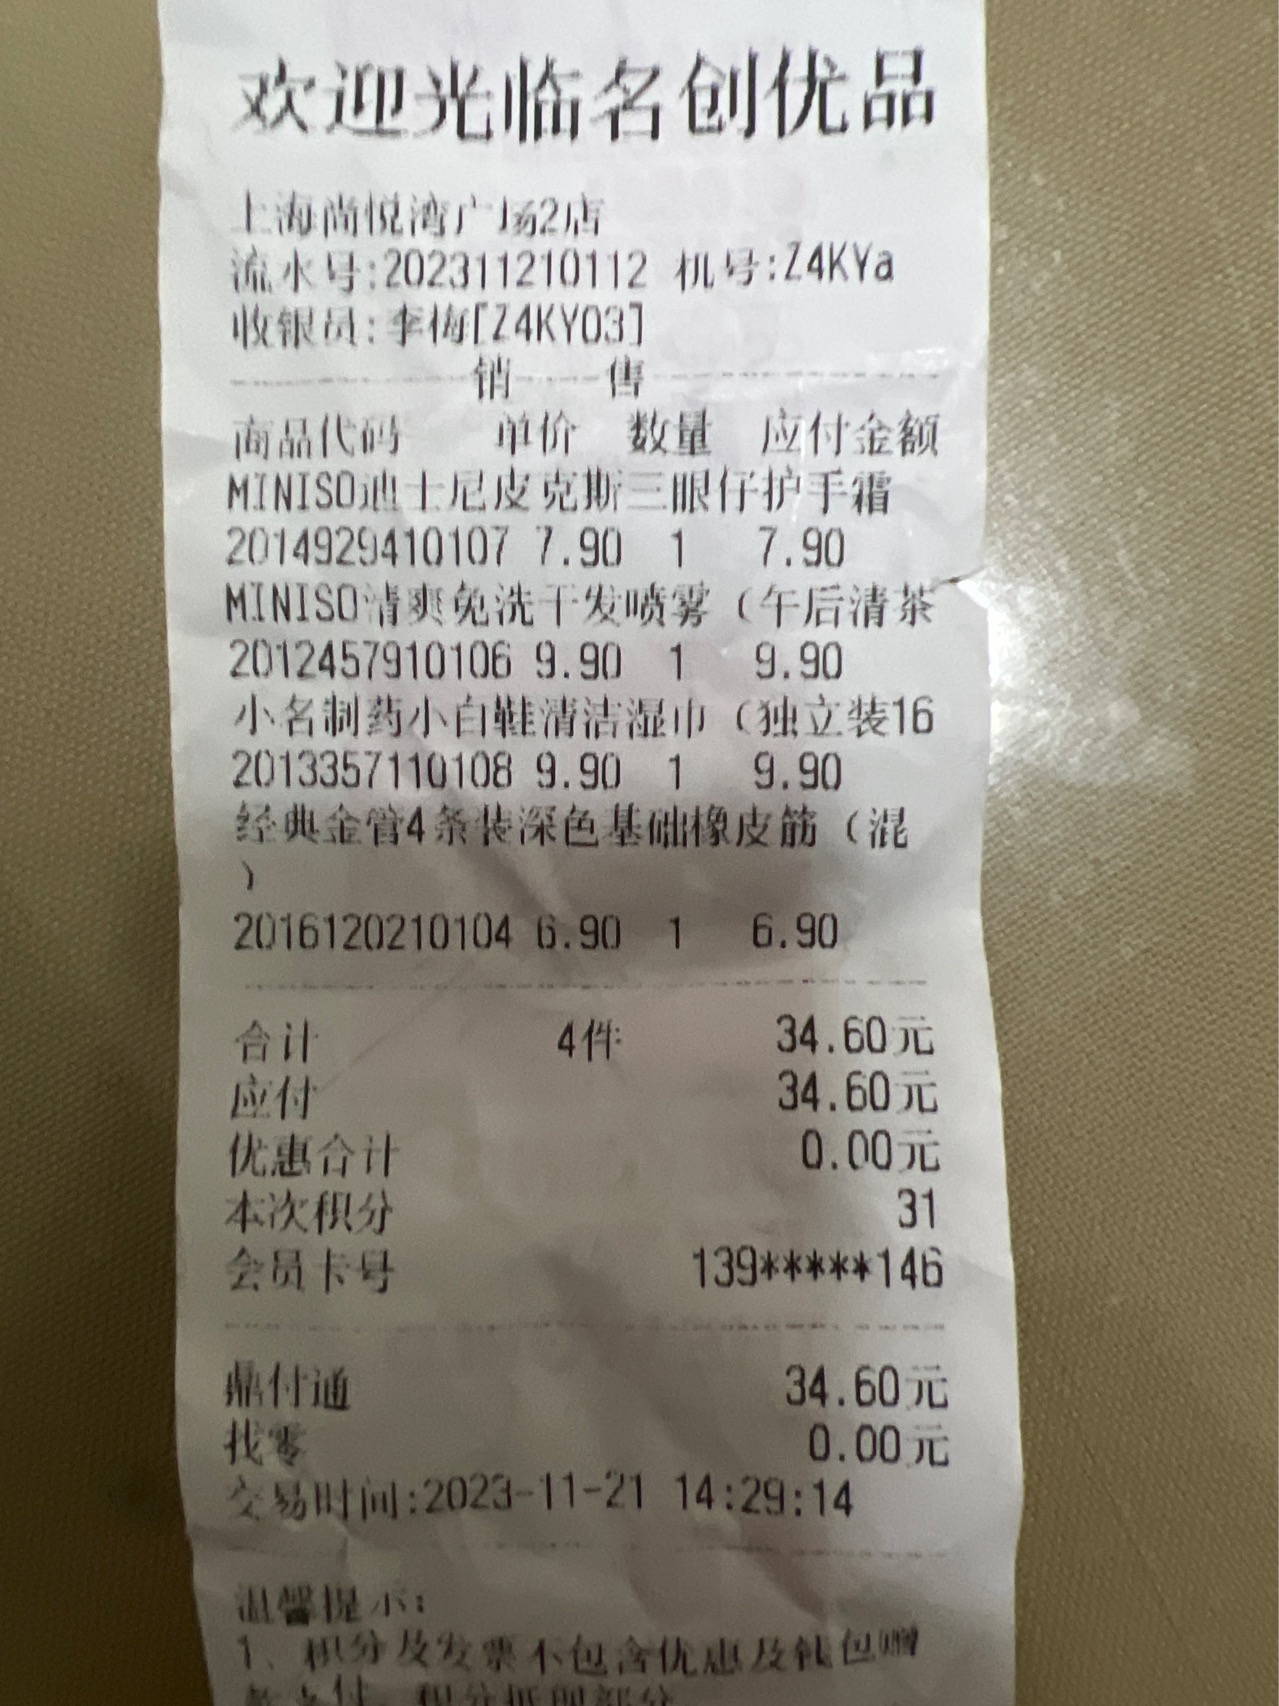 欢迎光临名创优品
上海尚悦湾广场2店
流水号:202311210112 机号:Z4KYa
收银员:李梅[Z4KY03]
销 售
商品代码 单价 数量 应付金额
MINISO迪士尼皮克斯三眼仔护手霜
2014929410107 7.90 1 7.90
MINISO清爽免洗干发喷雾（午后清茶
2012457910106 9.90 1 9.90
小名制药小白鞋清洁湿巾（独立装16
2013357110108 9.90 1 9.90
经典金管4条装深色基础橡皮筋（混
）
2016120210104 6.90 1 6.90
合计 4件 34.60元
应付 34.60元
优惠合计 0.00元
本次积分 31
会员卡号 139*****146
鼎付通 34.60元
找零 0.00元
交易时间:2023-11-21 14:29:14
温馨提示:
1、积分及发票不包含优惠及钱包赠
积分抵现部分